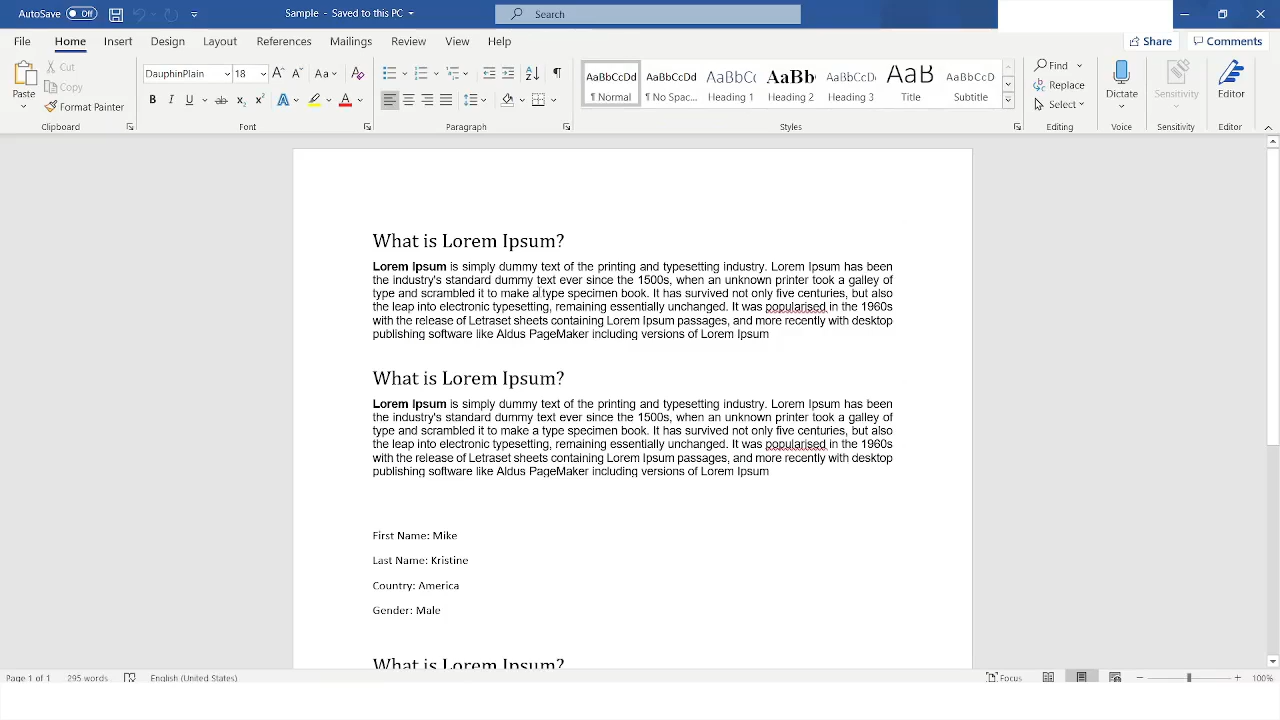 AutoSave Off Sample - Saved to this PC Search
File Home Insert Design Layout References Mailings Review View Help Share Comments
Paste Cut Copy Format Painter
DauphinPlain 18 Aa
B I U ab x2 x2 A A
AaBbCcDd AaBbCcDd AaBbCc AaBb AaBbCcD AaB AaBbCcD
¶ Normal ¶ No Spac... Heading 1 Heading 2 Heading 3 Title Subtitle
Find Replace Select Dictate Sensitivity Editor
Clipboard Font Paragraph Styles Editing Voice Sensitivity Editor
What is Lorem Ipsum?
Lorem Ipsum is simply dummy text of the printing and typesetting industry. Lorem Ipsum has been
the industry's standard dummy text ever since the 1500s, when an unknown printer took a galley of
type and scrambled it to make a type specimen book. It has survived not only five centuries, but also
the leap into electronic typesetting, remaining essentially unchanged. It was popularised in the 1960s
with the release of Letraset sheets containing Lorem Ipsum passages, and more recently with desktop
publishing software like Aldus PageMaker including versions of Lorem Ipsum
What is Lorem Ipsum?
Lorem Ipsum is simply dummy text of the printing and typesetting industry. Lorem Ipsum has been
the industry's standard dummy text ever since the 1500s, when an unknown printer took a galley of
type and scrambled it to make a type specimen book. It has survived not only five centuries, but also
the leap into electronic typesetting, remaining essentially unchanged. It was popularised in the 1960s
with the release of Letraset sheets containing Lorem Ipsum passages, and more recently with desktop
publishing software like Aldus PageMaker including versions of Lorem Ipsum
First Name: Mike
Last Name: Kristine
Country: America
Gender: Male
What is Lorem Ipsum?
Page 1 of 1 295 words English (United States) Focus 100%